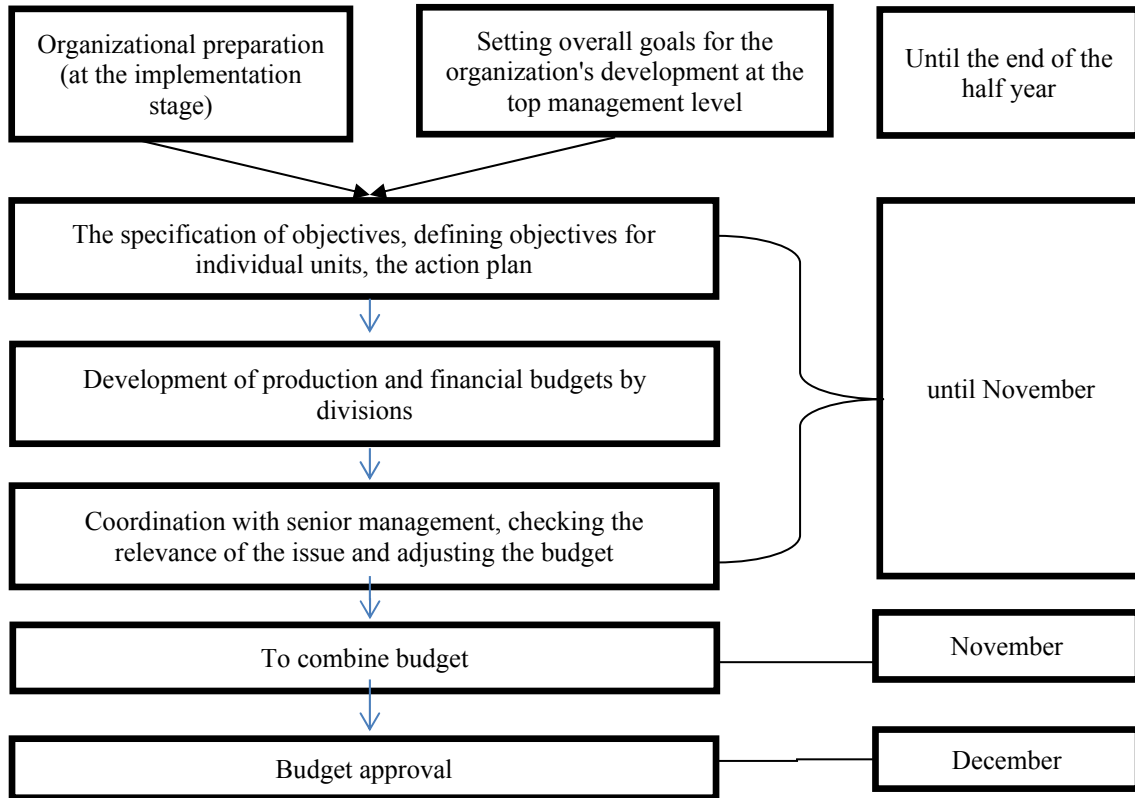 Organizational preparation
(at the implementation
stage)
Setting overall goals for the
organization's development at the
top management level
Until the end of the
half year
The specification of objectives, defining objectives for
individual units, the action plan
Development of production and financial budgets by
divisions
until November
Coordination with senior management, checking the
relevance of the issue and adjusting the budget
To combine budget
November
Budget approval
December